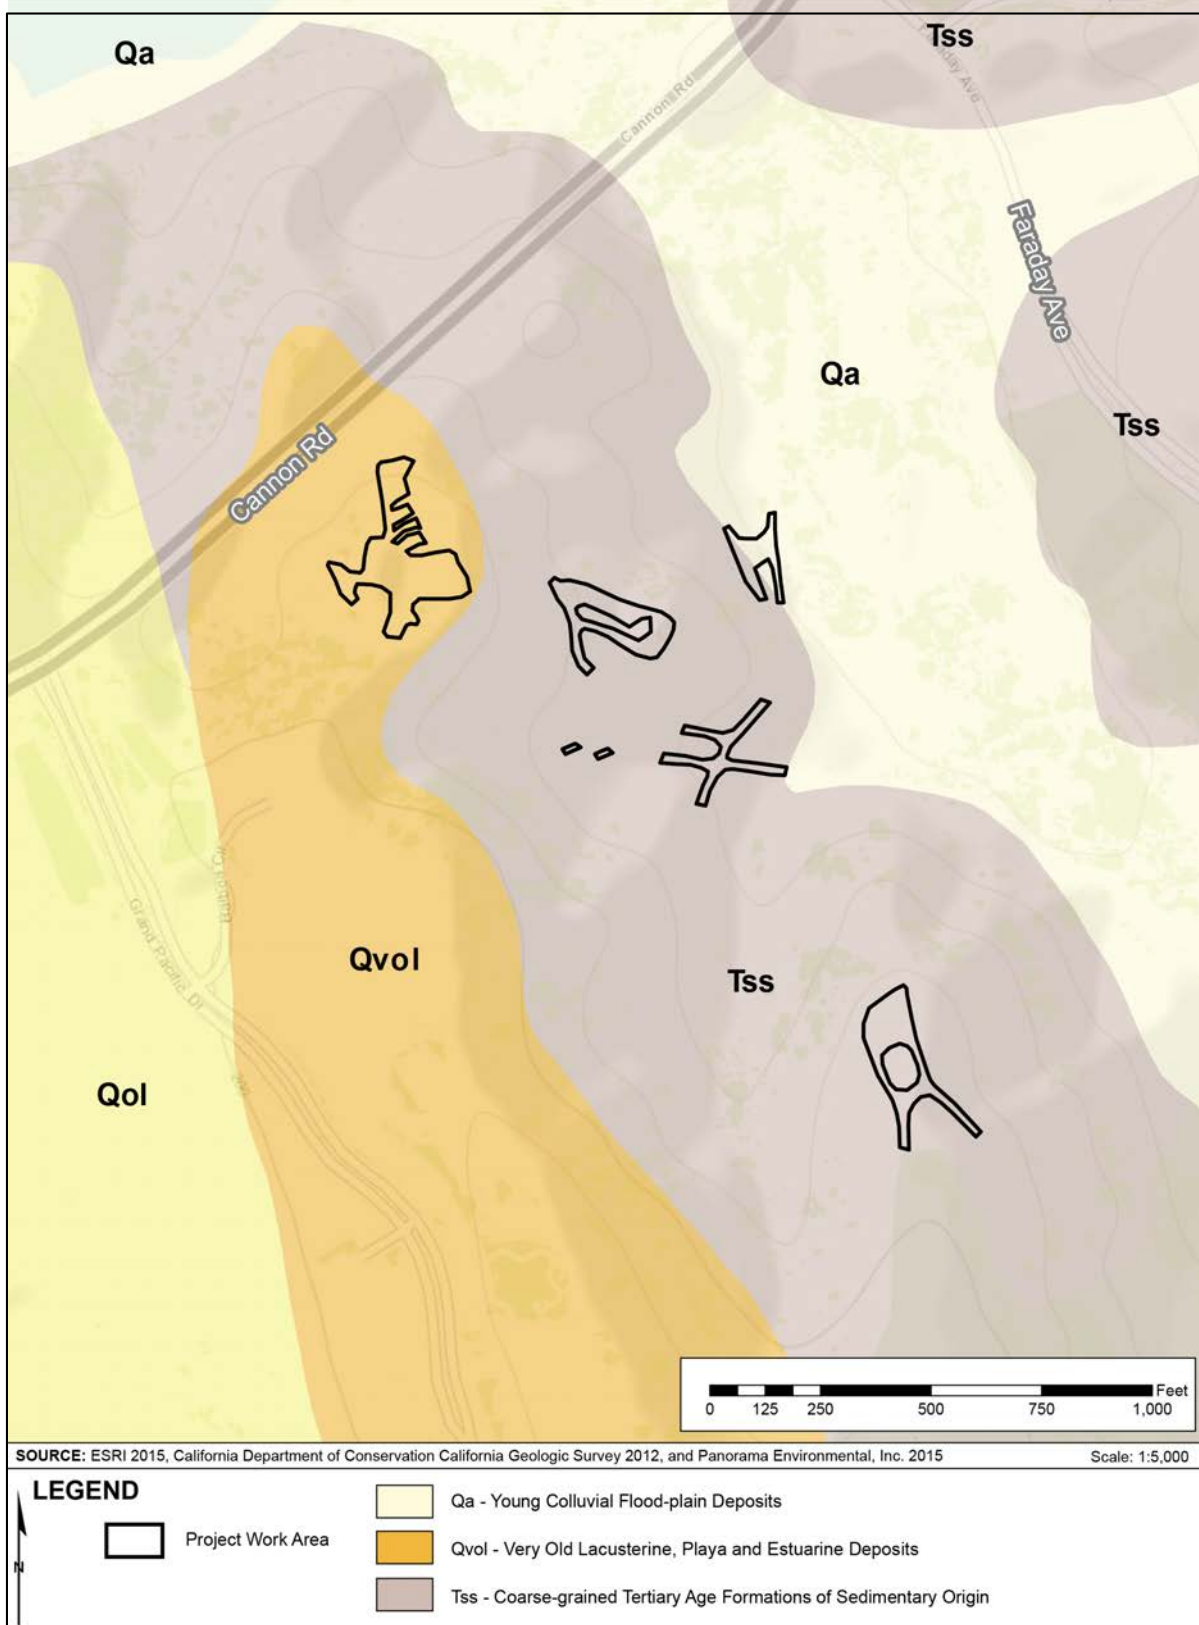 Qa
Tss
Faraday Ave
Cannon Rd
Faraday Ave
Qa
Tss
Cannon Rd
Qvol
Tss
Grand Pacific Dr
Qol
Feet
0 125 250 500 750 1,000
SOURCE: ESRI 2015, California Department of Conservation California Geologic Survey 2012, and Panorama Environmental, Inc. 2015 Scale: 1:5,000
LEGEND
N
Project Work Area
Qa - Young Colluvial Flood-plain Deposits
Qvol - Very Old Lacusterine, Playa and Estuarine Deposits
Tss - Coarse-grained Tertiary Age Formations of Sedimentary Origin